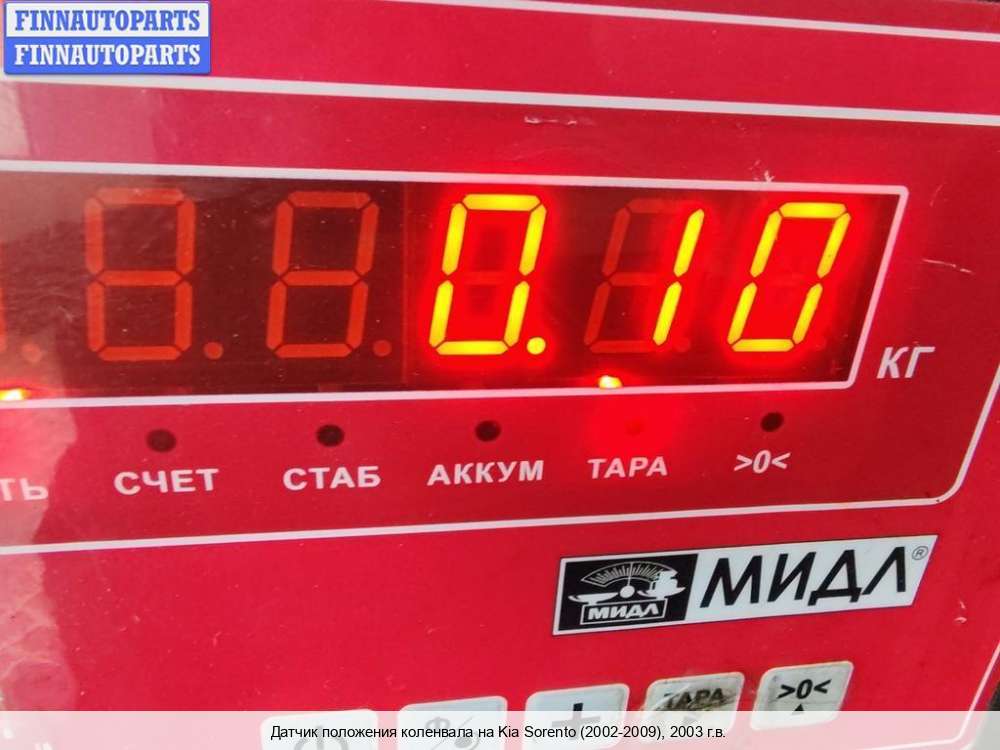 FINNAUTOPARTS
FINNAUTOPARTS
0.10
КГ
ТЬ
СЧЕТ
СТАБ
АККУМ
ТАРА
>0<
МИДЛ
МИДЛ®
ТАРА
>0<
Датчик положения коленвала на Kia Sorento (2002-2009), 2003 г.в.